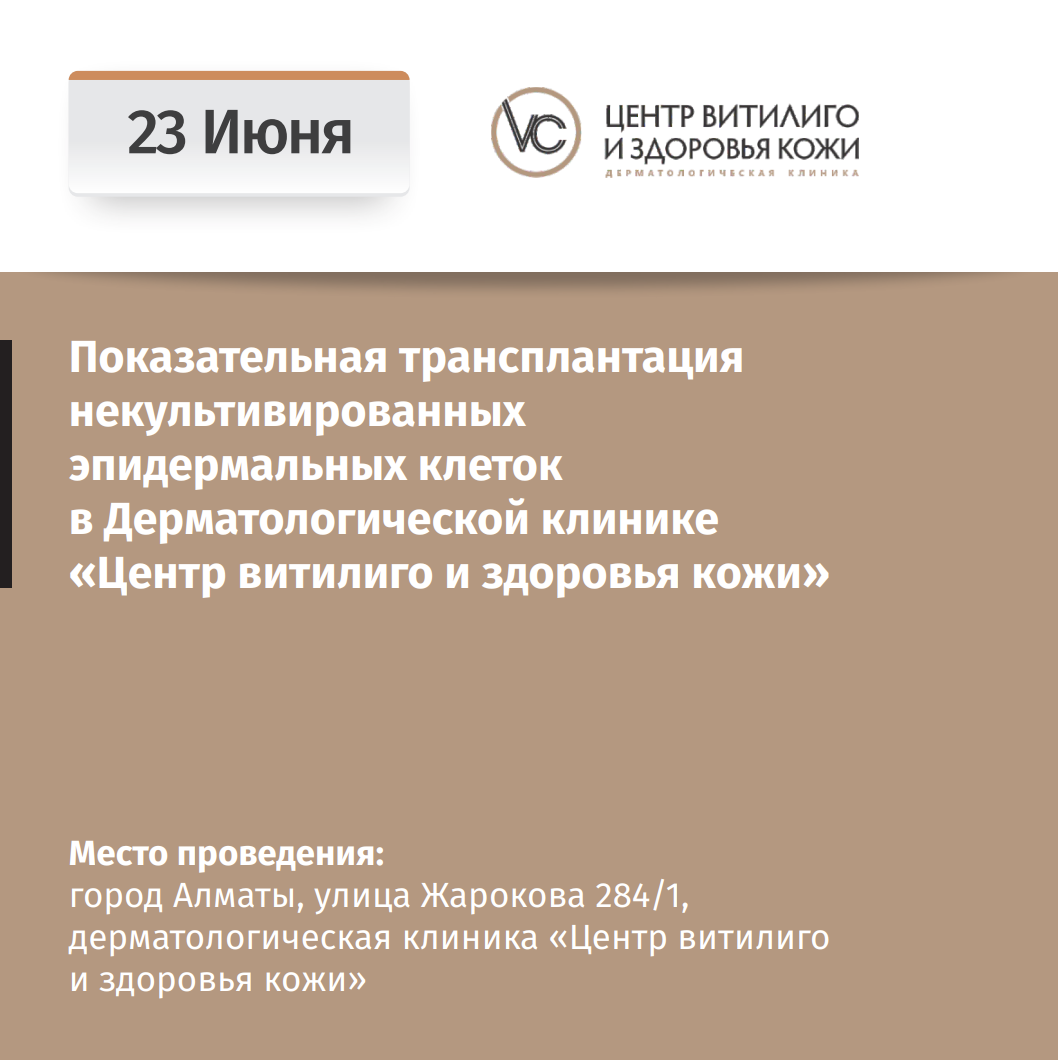 23 Июня
VC
ЦЕНТР ВИТИЛИГО
И ЗДОРОВЬЯ КОЖИ
ДЕРМАТОЛОГИЧЕСКАЯ КЛИНИКА
Показательная трансплантация
некультивированных
эпидермальных клеток
в Дерматологической клинике
«Центр витилиго и здоровья кожи»
Место проведения:
город Алматы, улица Жарокова 284/1,
дерматологическая клиника «Центр витилиго
и здоровья кожи»